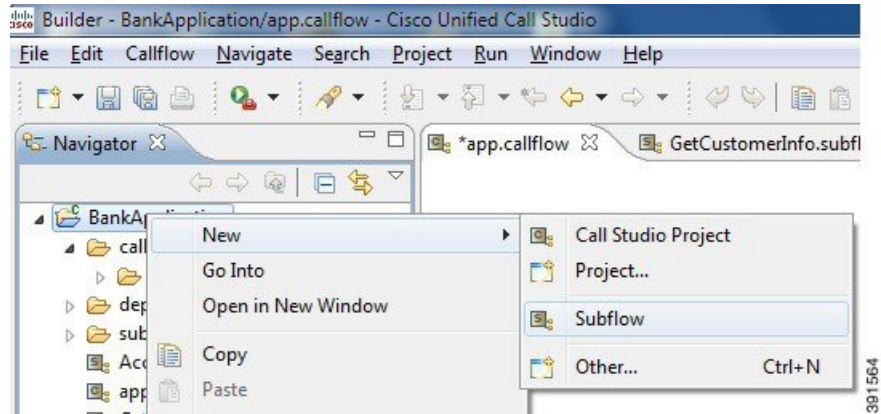 Builder - BankApplication/app.callflow - Cisco Unified Call Studio
File Edit Callflow Navigate Search Project Run Window Help
Navigator
*app.callflow
GetCustomerInfo.subfl
BankA
call
dep
sub
Acc
app
New
Go Into
Open in New Window
Copy
Paste
Call Studio Project
Project...
Subflow
Other... Ctrl+N
391564